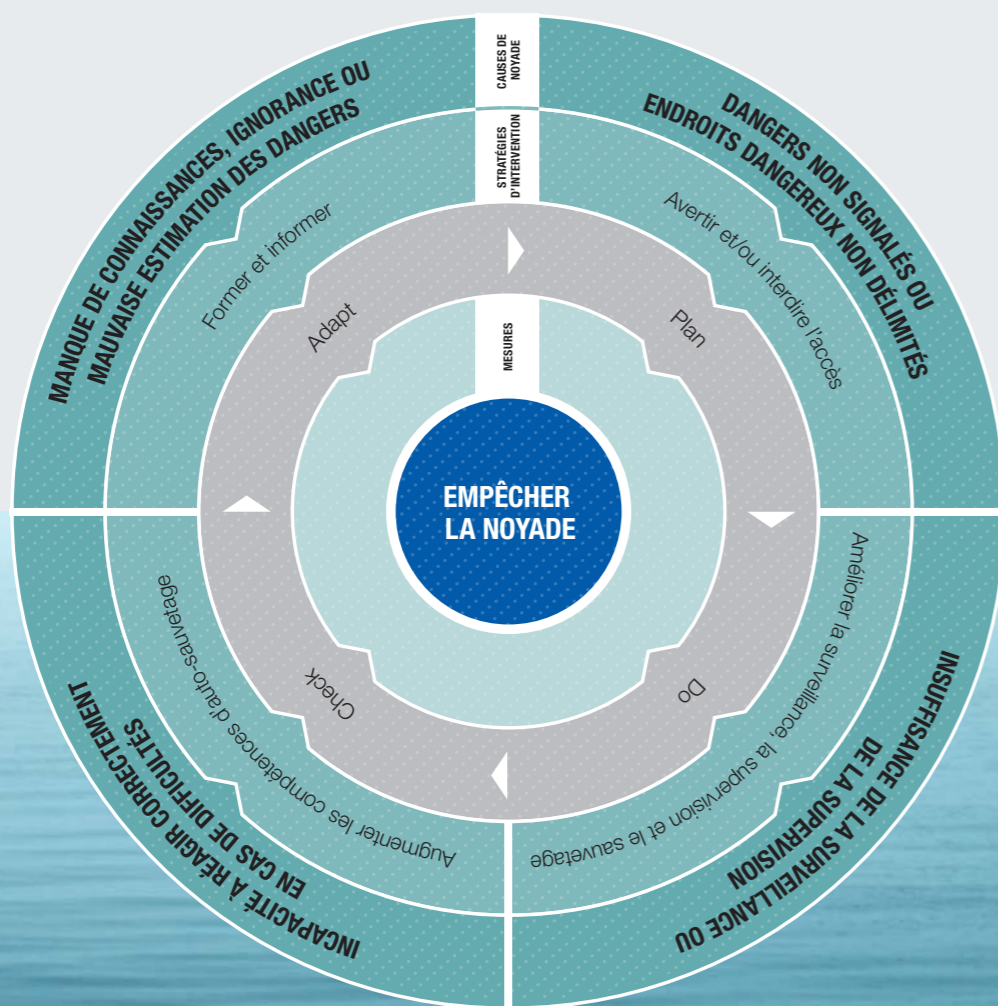 CAUSES DE
NOYADE
STRATÉGIES
D'INTERVENTION
MESURES
MANQUE DE CONNAISSANCES, IGNORANCE OU
MAUVAISE ESTIMATION DES DANGERS
Former et informer
Adapt
DANGERS NON SIGNALÉS OU
ENDROITS DANGEREUX NON DÉLIMITÉS
Avertir et/ou interdire l'accès
Plan
EMPÊCHER
LA NOYADE
INSUFFISANCE DE LA SURVEILLANCE OU
DE LA SUPERVISION
Améliorer la surveillance, la supervision et le sauvetage
Do
INCAPACITÉ À RÉAGIR CORRECTEMENT
EN CAS DE DIFFICULTÉS
Augmenter les compétences d'auto-sauvetage
Check